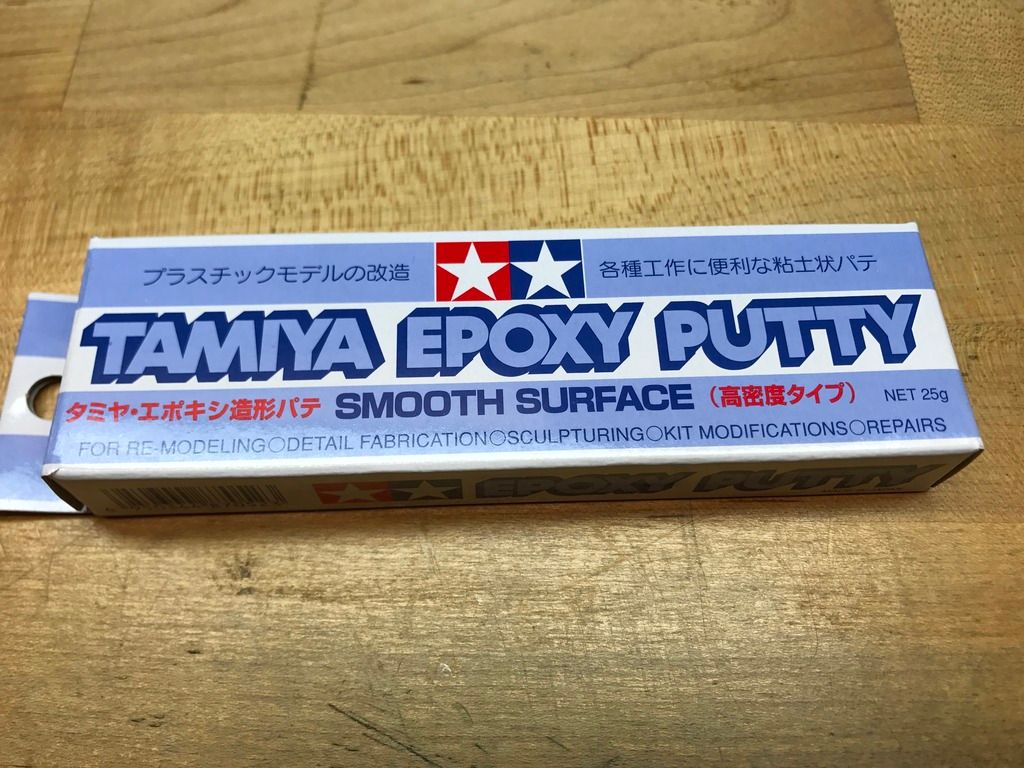 プラスチックモデルの改造 各種工作に便利な粘土状パテ
TAMIYA EPOXY PUTTY
タミヤ・エポキシ造形パテ SMOOTH SURFACE (高密度タイプ) NET 25g
FOR RE-MODELING○DETAIL FABRICATION○SCULPTURING○KIT MODIFICATIONS○REPAIRS
EPOXY PUTTY